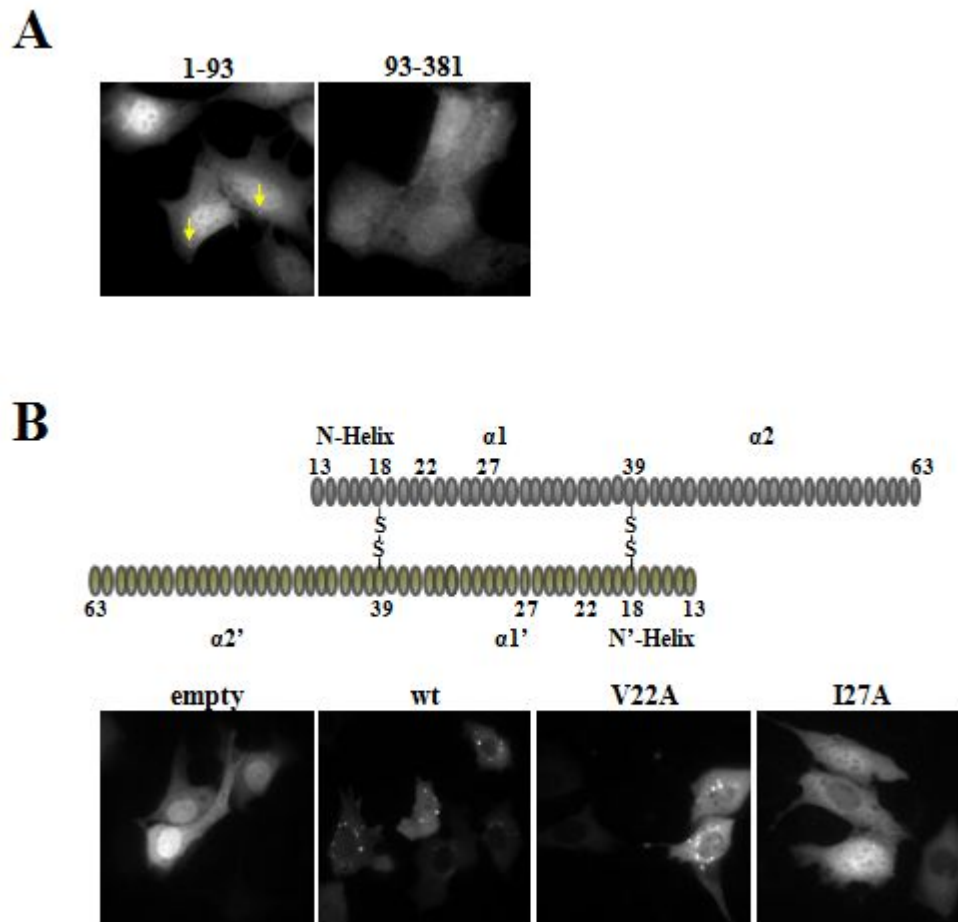 A
1-93 93-381
B
N-Helix α1 α2
13 18 22 27 39 63
S S
S S
63 39 27 22 18 13
α2’ α1’ N’-Helix
empty wt V22A I27A